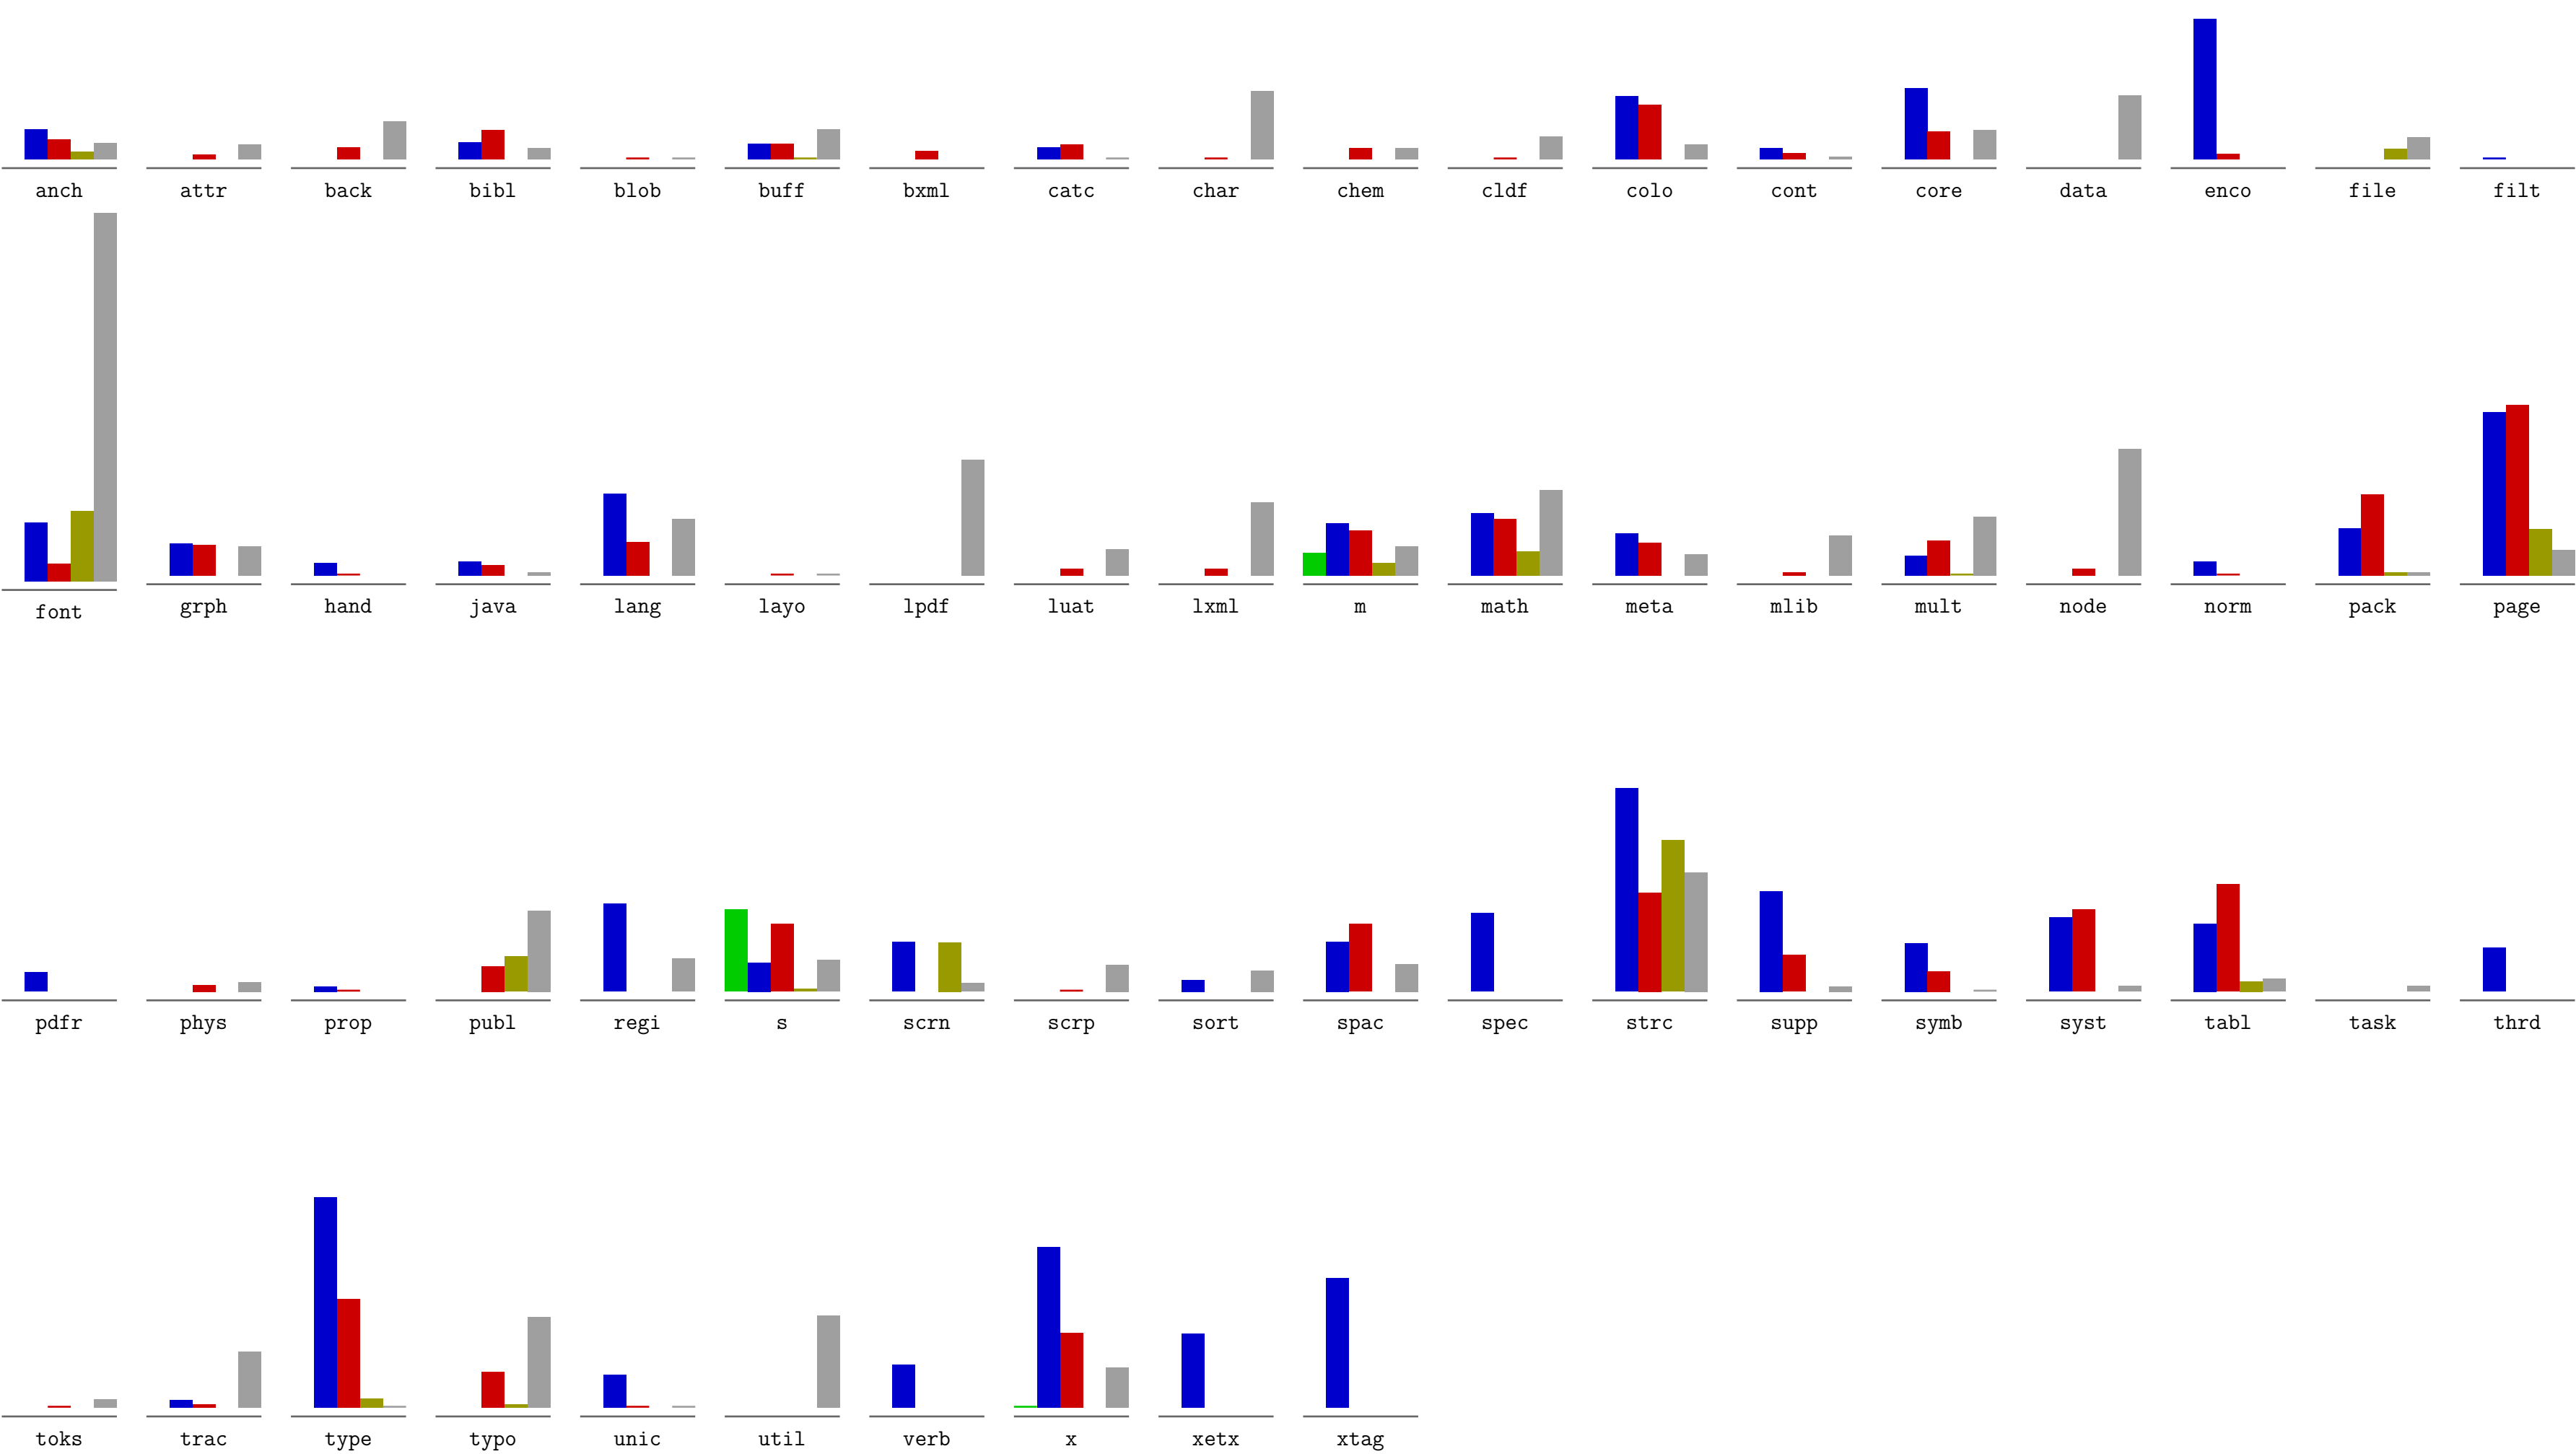 anch attr back bibl blob buff bxml catc char chem cldf colo cont core data enco file filt
font grph hand java lang layo lpdf luat lxml m math meta mlib mult node norm pack page
pdfr phys prop publ regi s scrn scrp sort spac spec strc supp symb syst tabl task thrd
toks trac type typo unic util verb x xetx xtag